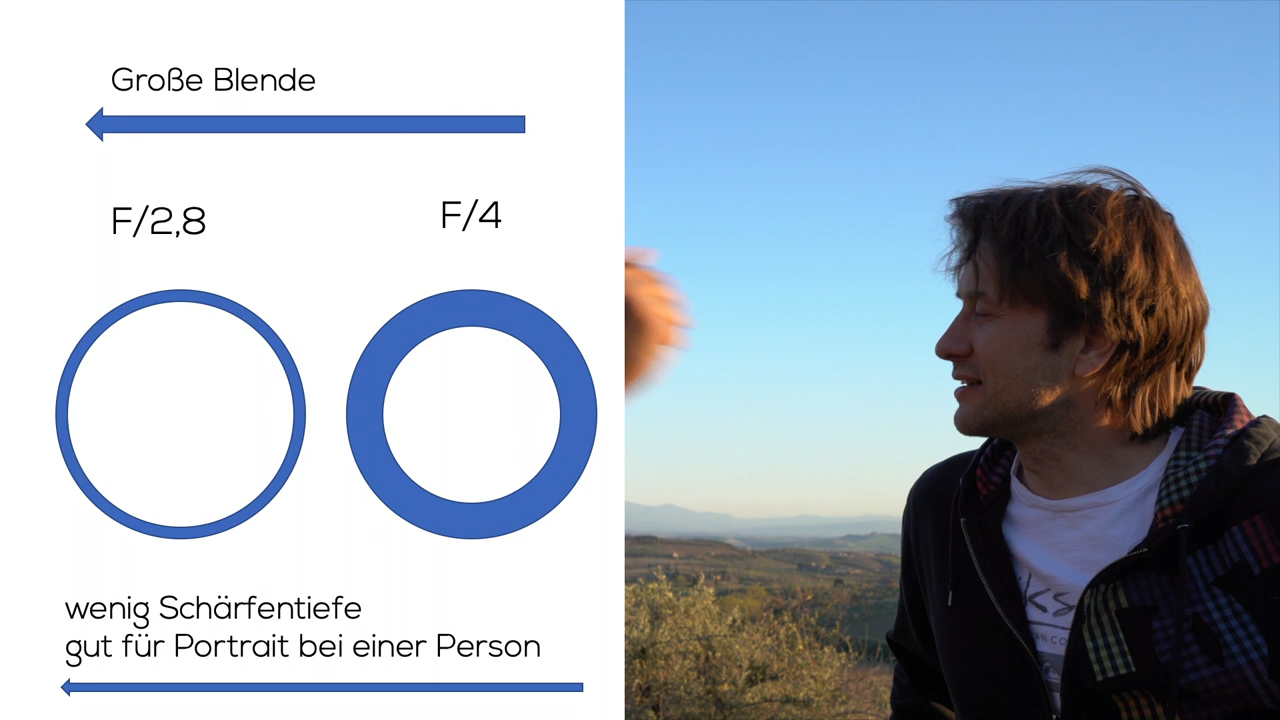 Große Blende
F/2,8
F/4
wenig Schärfentiefe
gut für Portrait bei einer Person